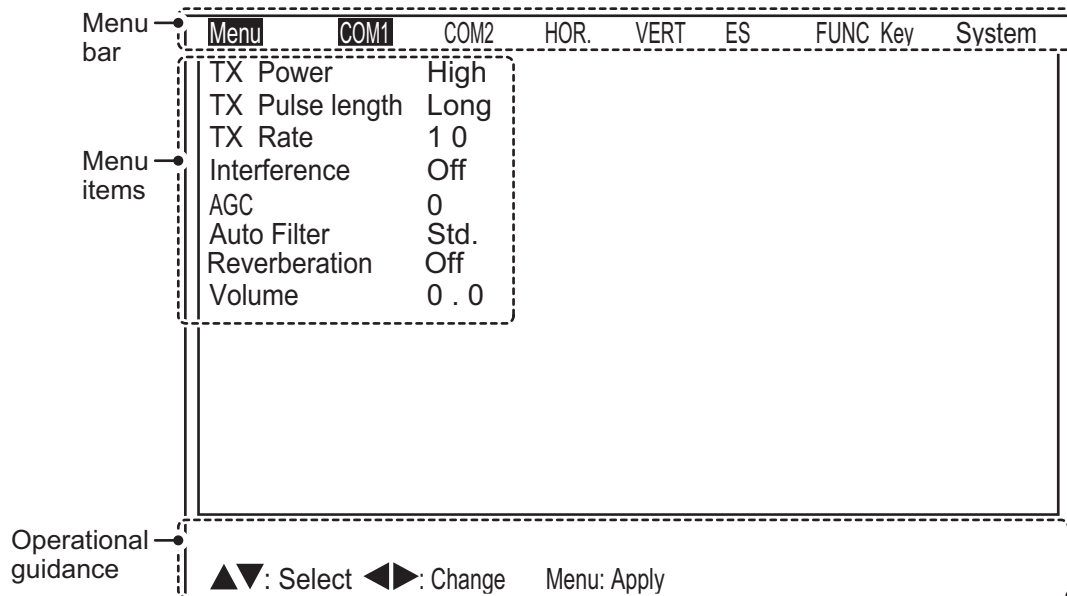 Menu bar
Menu COM1 COM2 HOR. VERT ES FUNC Key System
Menu items
TX Power High
TX Pulse length Long
TX Rate 1 0
Interference Off
AGC 0
Auto Filter Std.
Reverberation Off
Volume 0 . 0
Operational guidance
▲▼: Select ◀▶: Change Menu: Apply